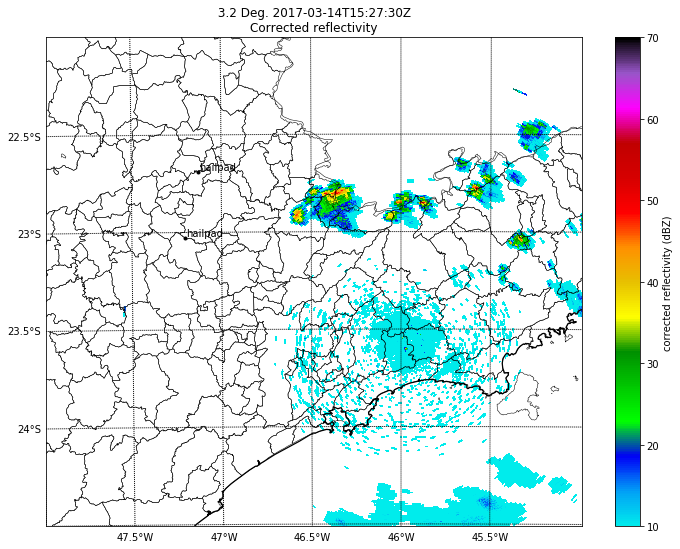 3.2 Deg. 2017-03-14T15:27:30Z
Corrected reflectivity
70
60
50
40
30
20
10
corrected reflectivity (dBZ)
22.5°S
23°S
23.5°S
24°S
hailpad
hailpad
47.5°W
47°W
46.5°W
46°W
45.5°W